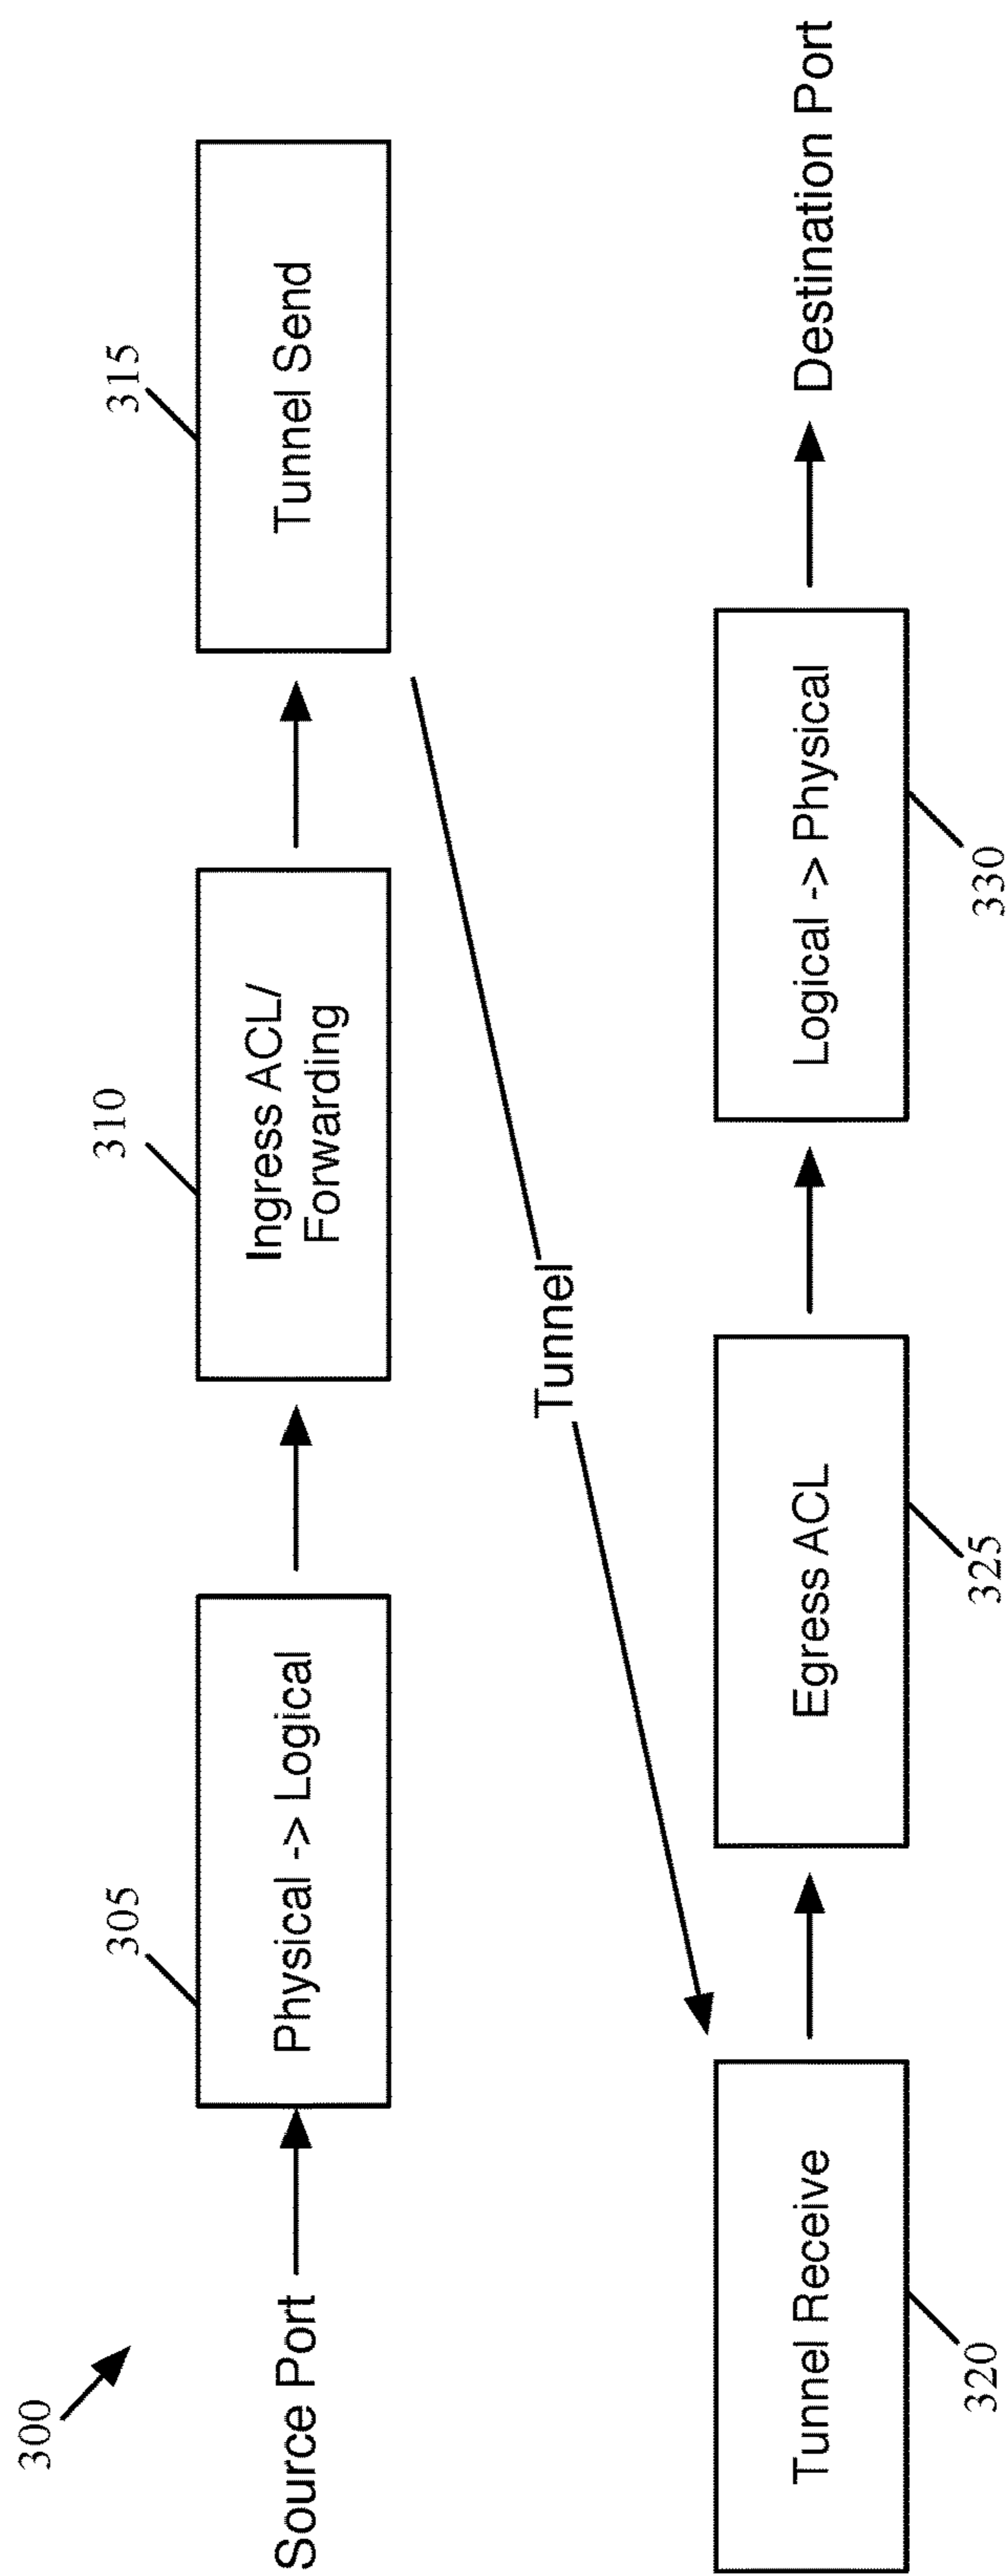 300
305
310
315
Source Port
Physical -> Logical
Ingress ACL/
Forwarding
Tunnel Send
Tunnel
Tunnel Receive
Egress ACL
Logical -> Physical
Destination Port
320
325
330